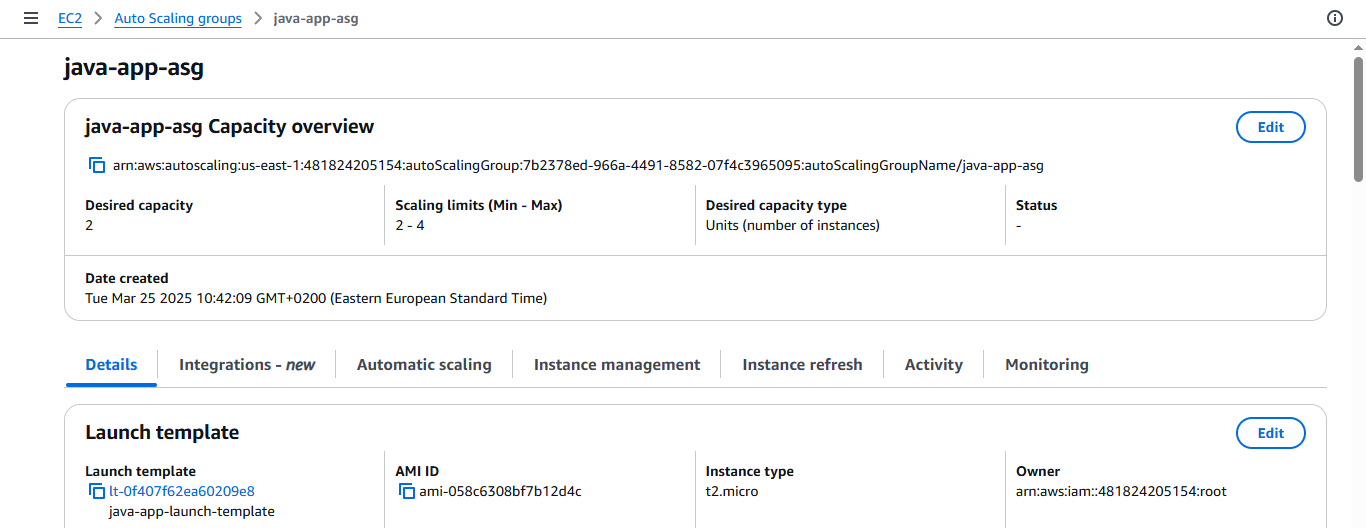 EC2 > Auto Scaling groups > java-app-asg
java-app-asg
java-app-asg Capacity overview
Edit
arn:aws:autoscaling:us-east-1:481824205154:autoScalingGroup:7b2378ed-966a-4491-8582-07f4c3965095:autoScalingGroupName/java-app-asg
Desired capacity
2
Scaling limits (Min - Max)
2 - 4
Desired capacity type
Units (number of instances)
Status
-
Date created
Tue Mar 25 2025 10:42:09 GMT+0200 (Eastern European Standard Time)
Details Integrations - new Automatic scaling Instance management Instance refresh Activity Monitoring
Launch template
Edit
Launch template
lt-0f407f62ea60209e8
java-app-launch-template
AMI ID
ami-058c6308bf7b12d4c
Instance type
t2.micro
Owner
arn:aws:iam::481824205154:root